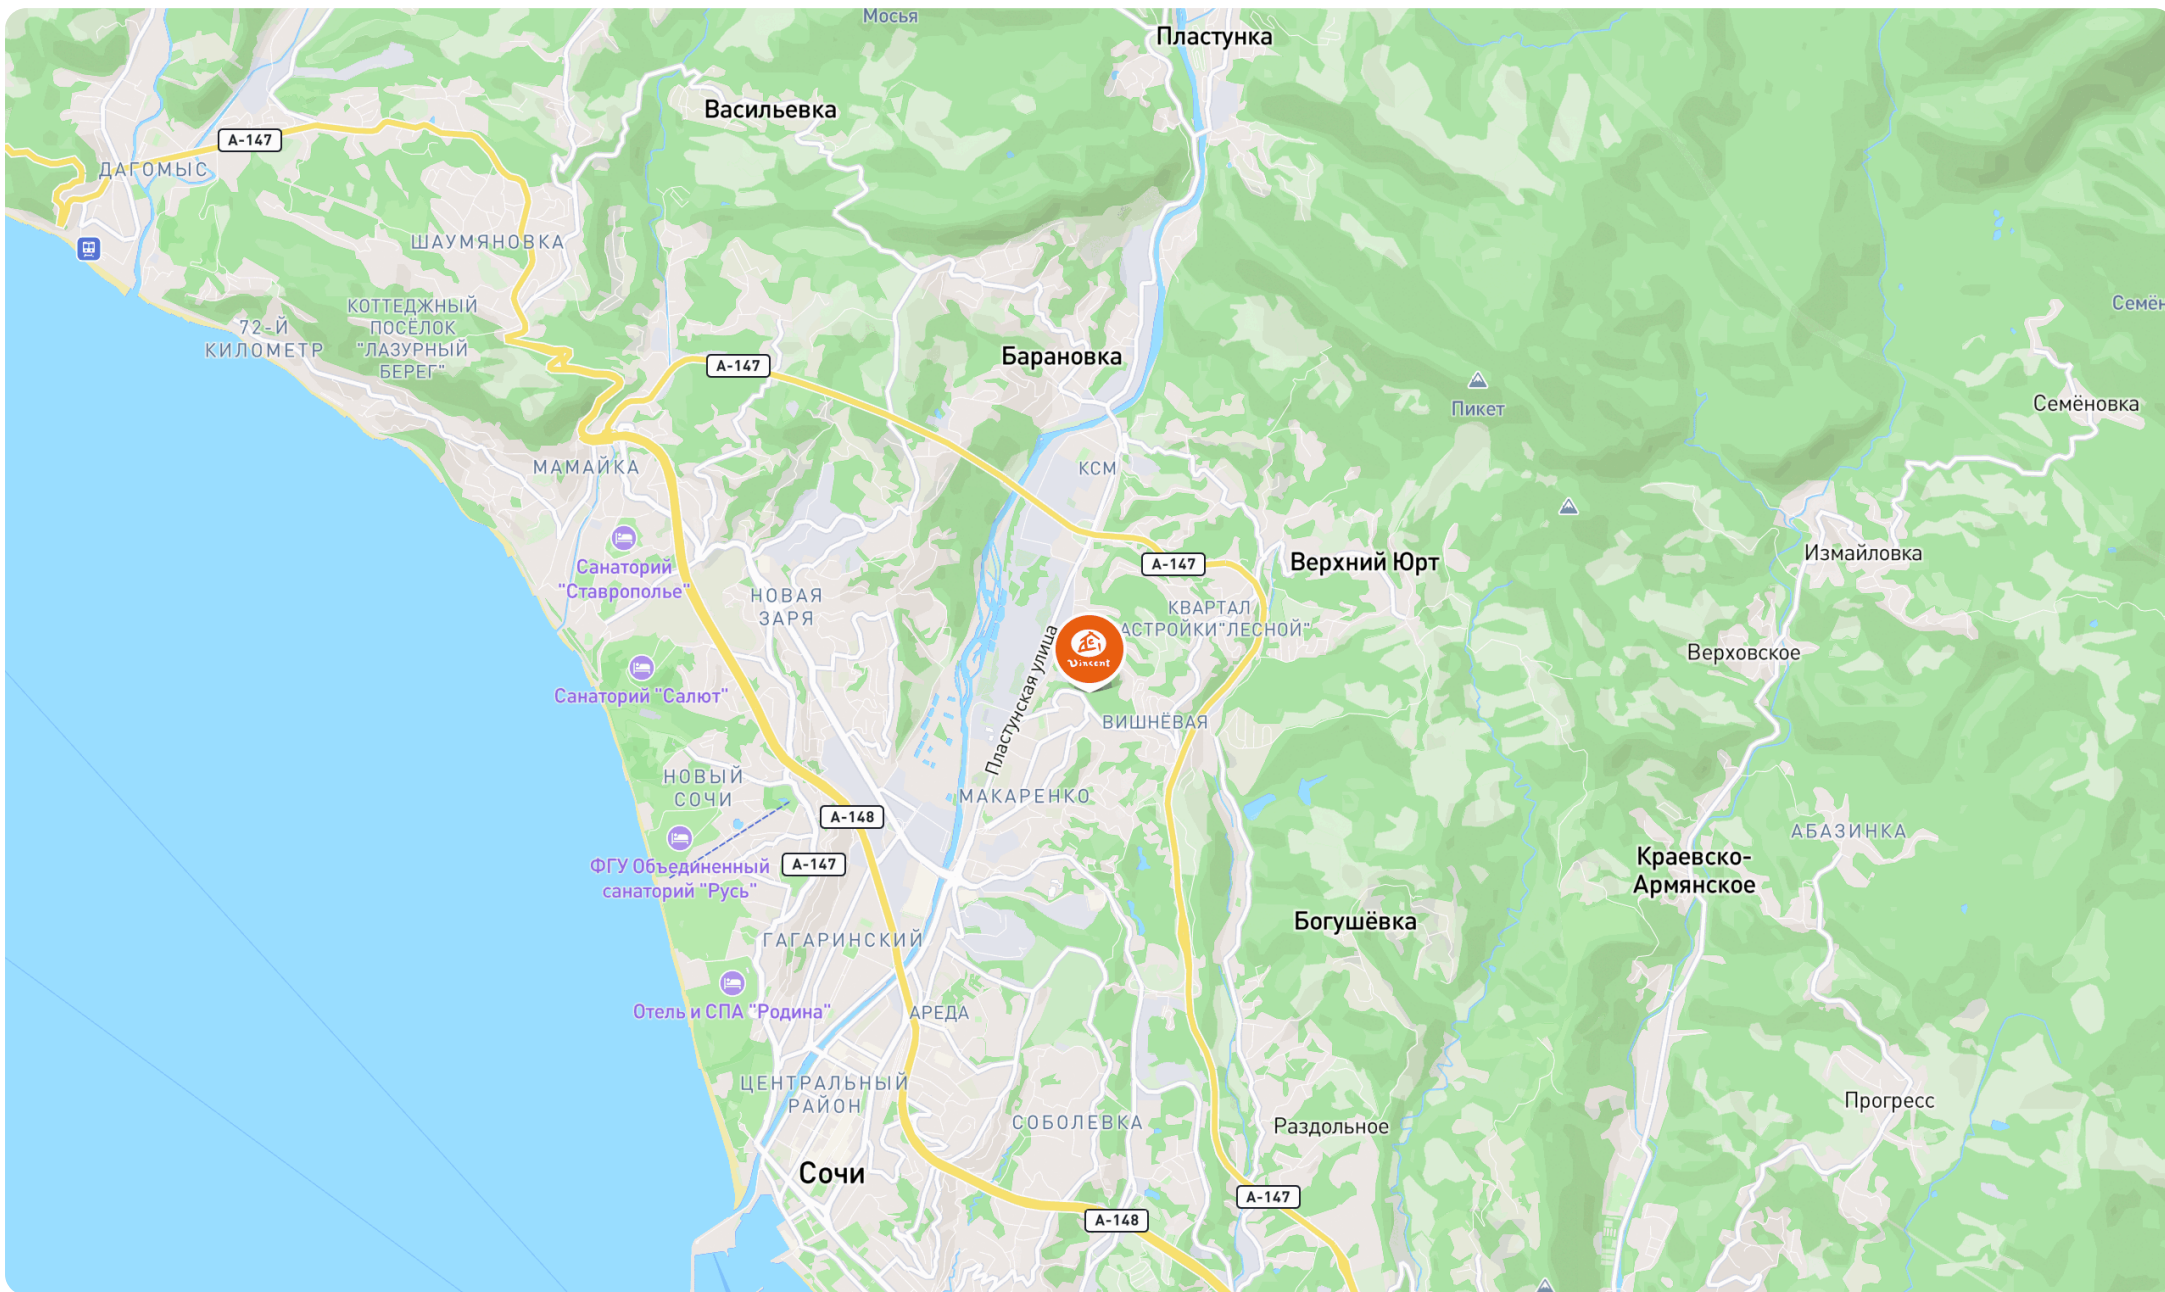 Мосья
Пластунка
Васильевка
А-147
ДАГОМЫС
ШАУМЯНОВКА
КОТТЕДЖНЫЙ
ПОСЁЛОК
"ЛАЗУРНЫЙ
БЕРЕГ"
72-Й
КИЛОМЕТР
Семён
Барановка
А-147
Пикет
Семёновка
МАМАЙКА
КСМ
Санаторий
"Ставрополье"
А-147
Верхний Юрт
Измайловка
НОВАЯ
ЗАРЯ
КВАРТАЛ
АСТРОЙКИ"ЛЕСНОЙ"
Vincent
Верховское
Санаторий "Салют"
Пластунская улица
ВИШНЁВАЯ
НОВЫЙ
СОЧИ
МАКАРЕНКО
А-148
АБАЗИНКА
ФГУ Объединенный
санаторий "Русь"
А-147
Краевско-
Армянское
Богушёвка
ГАГАРИНСКИЙ
Отель и СПА "Родина"
АРЕДА
ЦЕНТРАЛЬНЫЙ
РАЙОН
СОБОЛЕВКА
Раздольное
Прогресс
Сочи
А-147
А-148